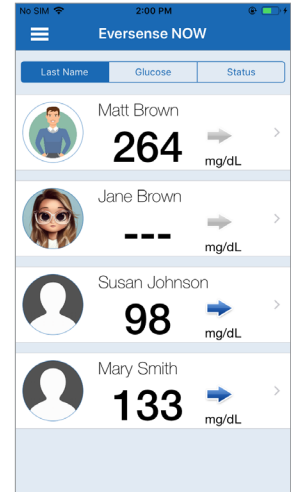 No SIM 2:00 PM
Eversense NOW
Last Name Glucose Status
Matt Brown
264 mg/dL
Jane Brown
--- mg/dL
Susan Johnson
98 mg/dL
Mary Smith
133 mg/dL